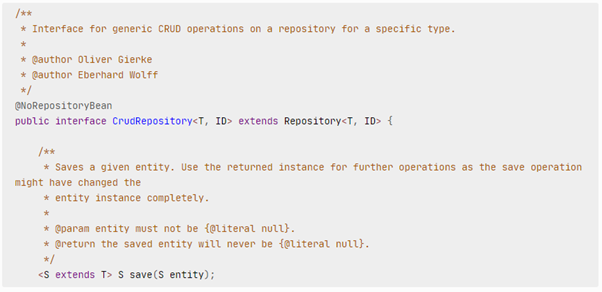 /**
 * Interface for generic CRUD operations on a repository for a specific type.
 *
 * @author Oliver Gierke
 * @author Eberhard Wolff
 */
@NoRepositoryBean
public interface CrudRepository<T, ID> extends Repository<T, ID> {
    /**
     * Saves a given entity. Use the returned instance for further operations as the save operation
might have changed the
     * entity instance completely.
     *
     * @param entity must not be {@literal null}.
     * @return the saved entity will never be {@literal null}.
     */
    <S extends T> S save(S entity);